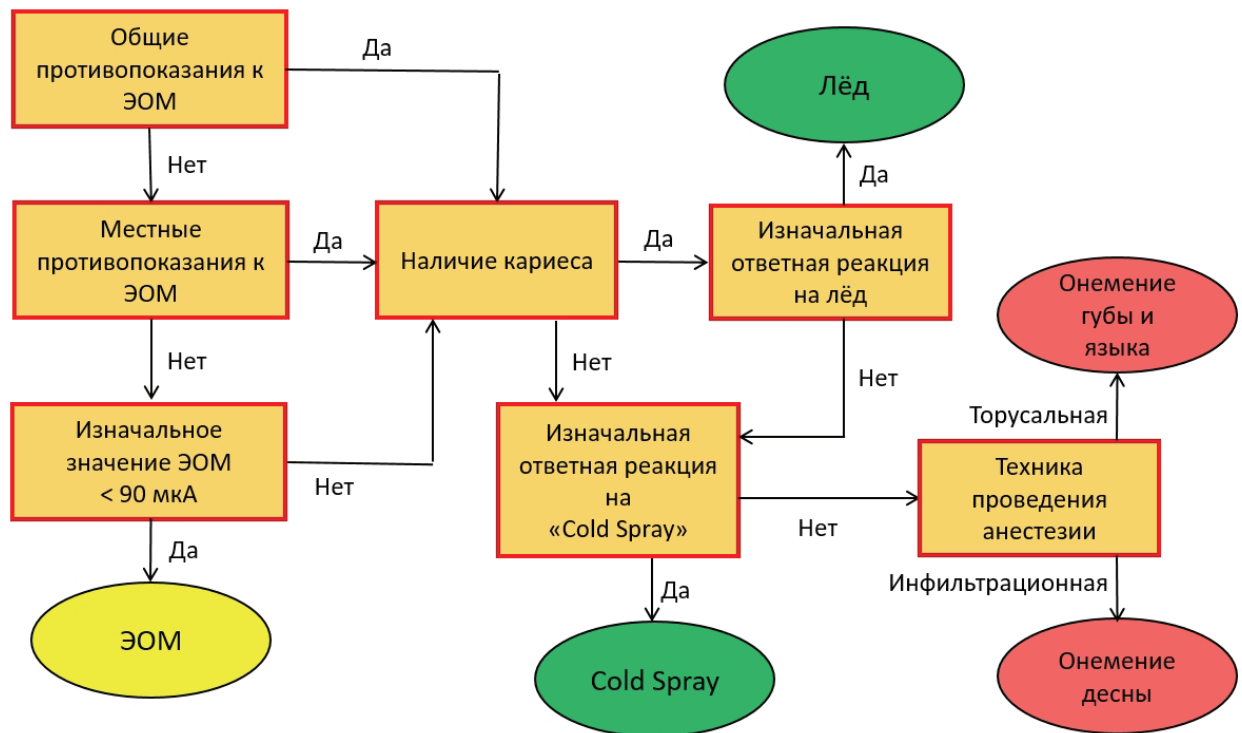 Общие
противопоказания к
ЭОМ
Да
Лёд
Нет
Да
Местные
противопоказания к
ЭОМ
Да
Наличие кариеса
Да
Изначальная
ответная реакция
на лёд
Онемение
губы и
языка
Нет
Нет
Нет
Изначальное
значение ЭОМ
< 90 мкА
Нет
Изначальная
ответная реакция
на
«Cold Spray»
Нет
Торусальная
Техника
проведения
анестезии
Да
Да
Инфильтрационная
ЭОМ
Cold Spray
Онемение
десны